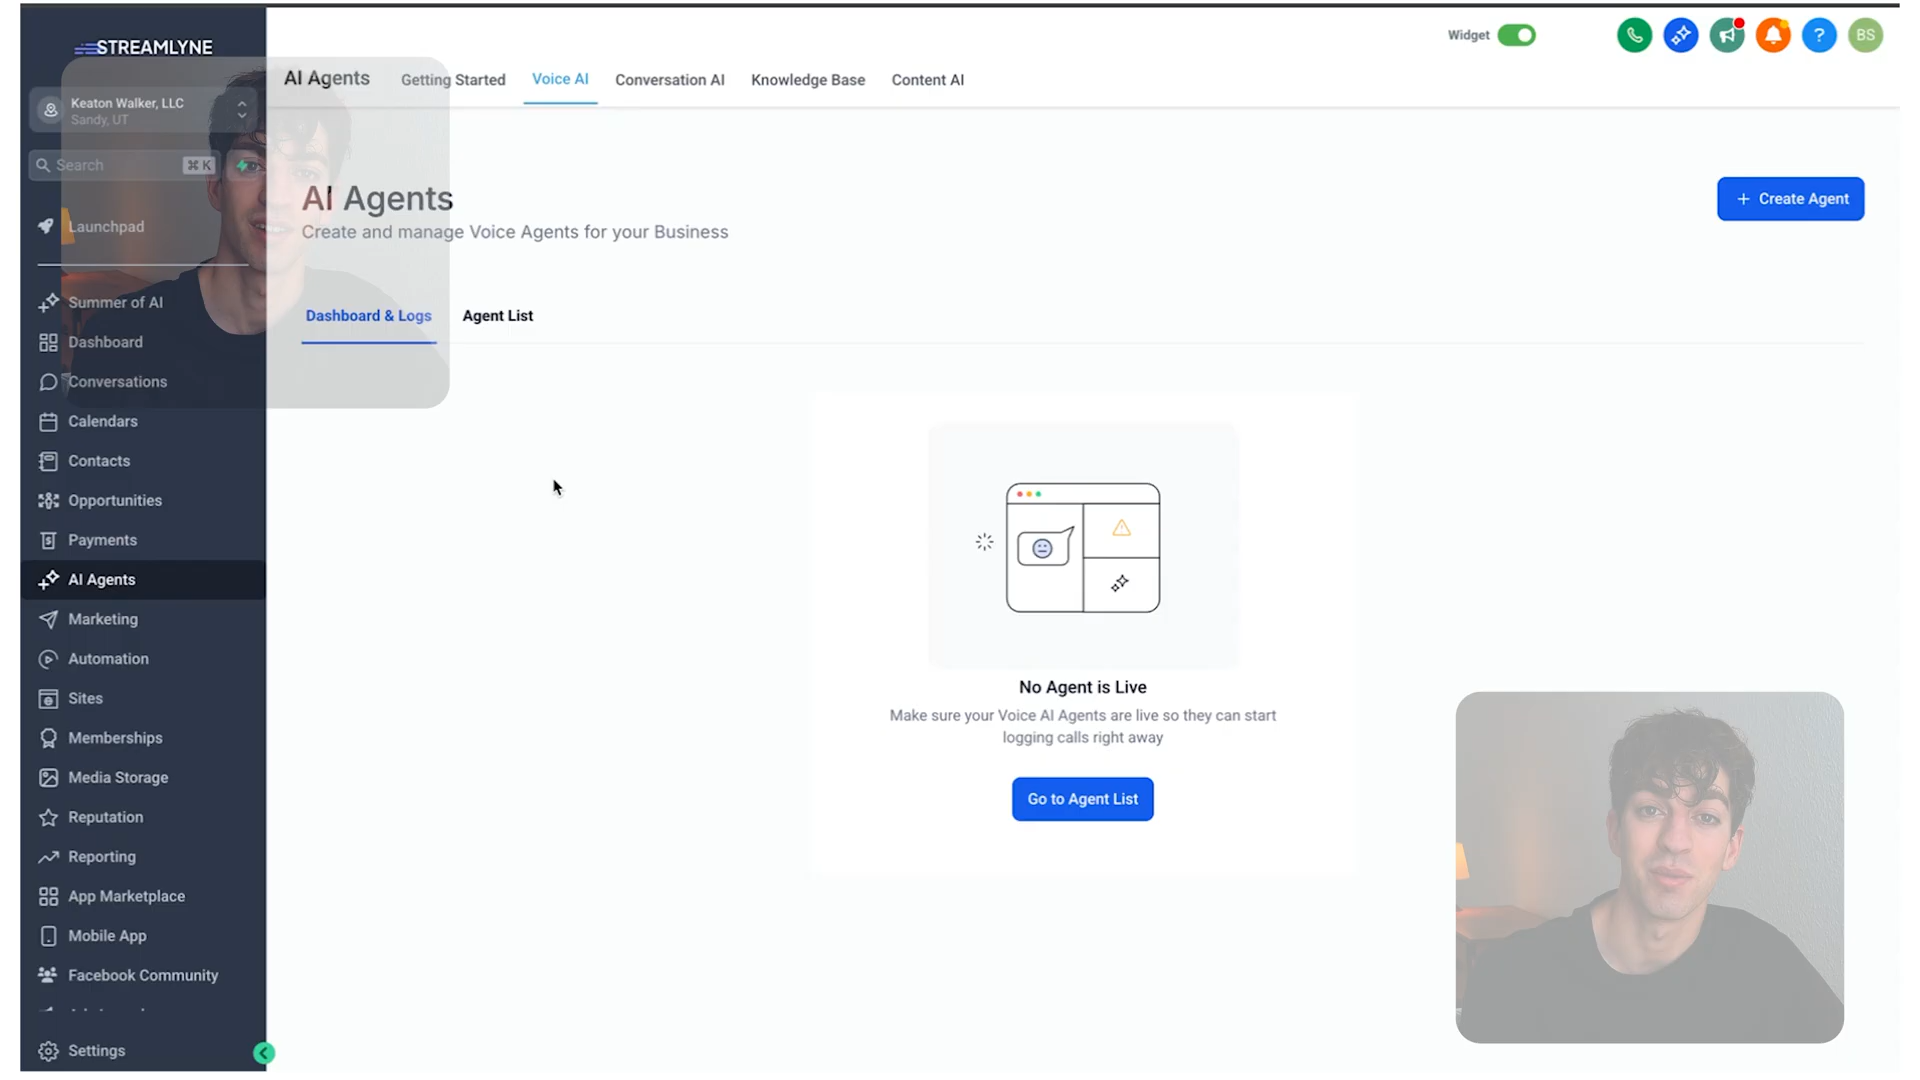 STREAMLYNE
Widget
BS
AI Agents
Getting Started
Voice AI
Conversation AI
Knowledge Base
Content AI
Keaton Walker, LLC
Sandy, UT
Search
⌘ K
Launchpad
Summer of AI
Dashboard
Conversations
Calendars
Contacts
Opportunities
Payments
AI Agents
Marketing
Automation
Sites
Memberships
Media Storage
Reputation
Reporting
App Marketplace
Mobile App
Facebook Community
Settings
AI Agents
Create and manage Voice Agents for your Business
+ Create Agent
Dashboard & Logs
Agent List
No Agent is Live
Make sure your Voice AI Agents are live so they can start
logging calls right away
Go to Agent List